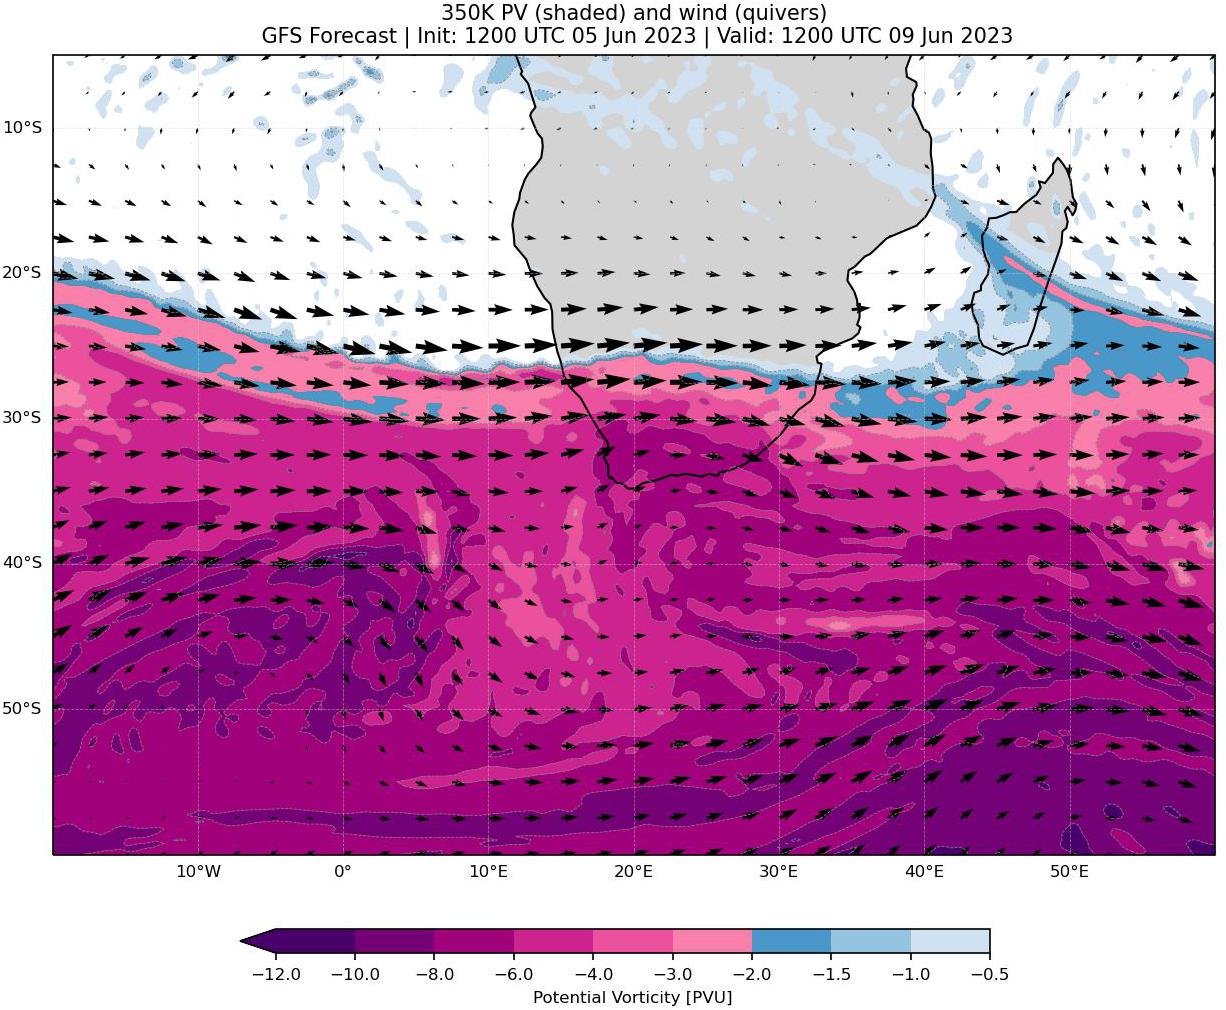 350K PV (shaded) and wind (quivers)
GFS Forecast | Init: 1200 UTC 05 Jun 2023 | Valid: 1200 UTC 09 Jun 2023
10°S
20°S
30°S
40°S
50°S
10°W 0° 10°E 20°E 30°E 40°E 50°E
−12.0 −10.0 −8.0 −6.0 −4.0 −3.0 −2.0 −1.5 −1.0 −0.5
Potential Vorticity [PVU]